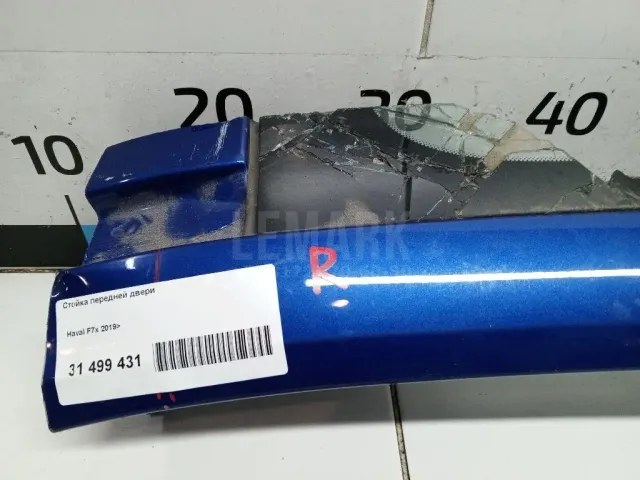 10 20 30 40
LEMARK
R
Стойка передней двери
Haval F7x 2019>
31 499 431